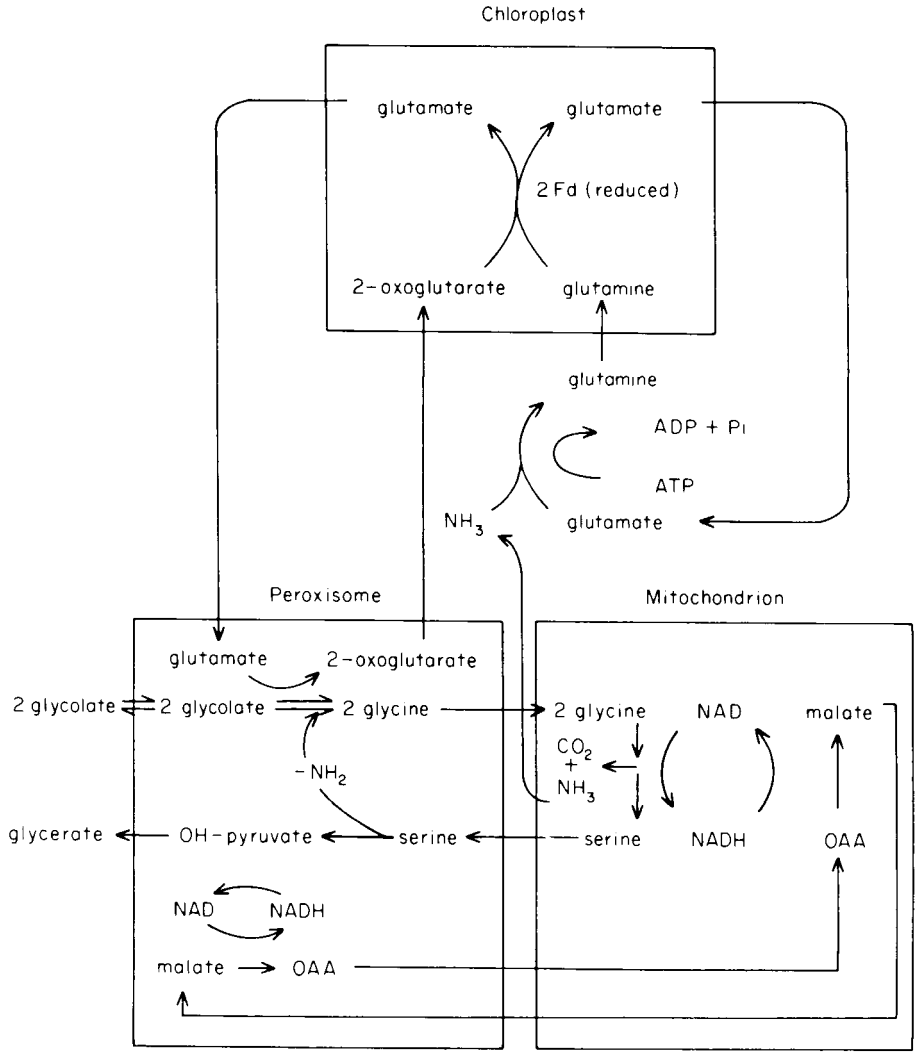 Chloroplast
glutamate glutamate
2Fd (reduced)
2-oxoglutarate glutamine
glutamine
ADP + Pi
ATP
NH₃ glutamate
Peroxisome Mitochondrion
glutamate 2-oxoglutarate
2 glycolate 2 glycolate 2 glycine 2 glycine NAD malate
CO₂
+
-NH₂ NH₃
glycerate OH-pyruvate serine serine NADH OAA
NAD NADH
malate OAA